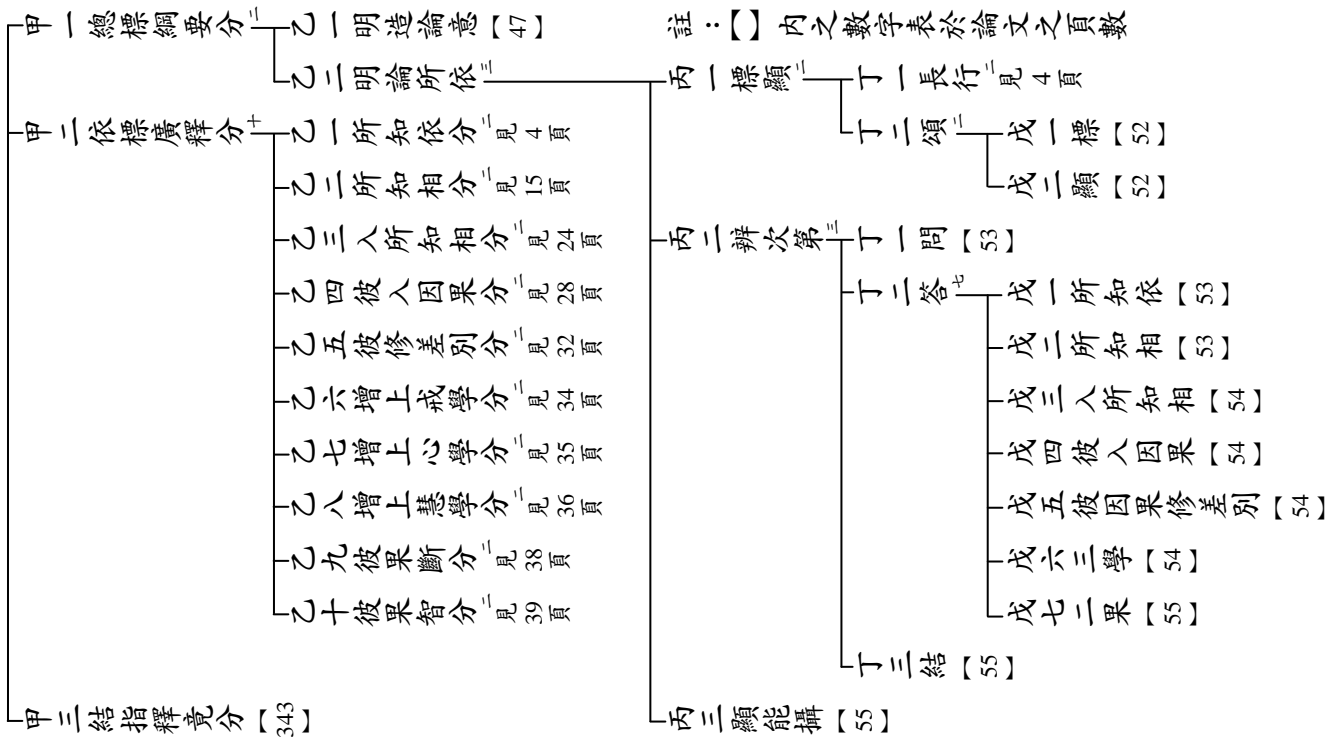 甲一總標綱要分二
乙一明造論意【47】
乙二明論所依三
丙一標顯二
丁一長行二見4頁
丁二頌二
戊一標【52】
戊二顯【52】
丙二辨次第三
丁一問【53】
丁二答七
戊一所知依【53】
戊二所知相【53】
戊三入所知相【54】
戊四彼入因果【54】
戊五彼因果修差別【54】
戊六三學【54】
戊七二果【55】
丁三結【55】
丙三顯能攝【55】
甲二依標廣釋分十
乙一所知依分二見4頁
乙二所知相分二見15頁
乙三入所知相分二見24頁
乙四彼入因果分二見28頁
乙五彼修差別分二見32頁
乙六增上戒學分二見34頁
乙七增上心學分二見35頁
乙八增上慧學分二見36頁
乙九彼果斷分二見38頁
乙十彼果智分二見39頁
甲三結指釋竟分【343】
註：【】內之數字表於論文之頁數